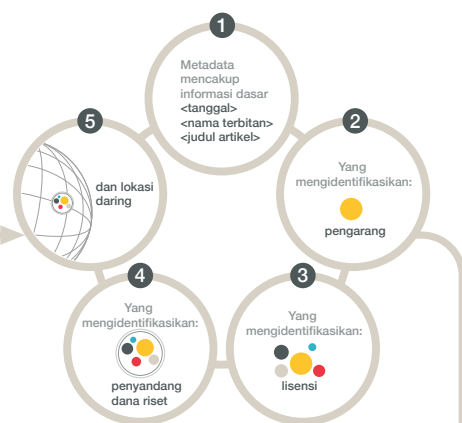 1
Metadata
mencakup
informasi dasar
<tanggal>
<nama terbitan>
<judul artikel>
2
Yang
mengidentifikasikan:
pengarang
3
Yang
mengidentifikasikan:
lisensi
4
Yang
mengidentifikasikan:
penyandang
dana riset
5
dan lokasi
daring